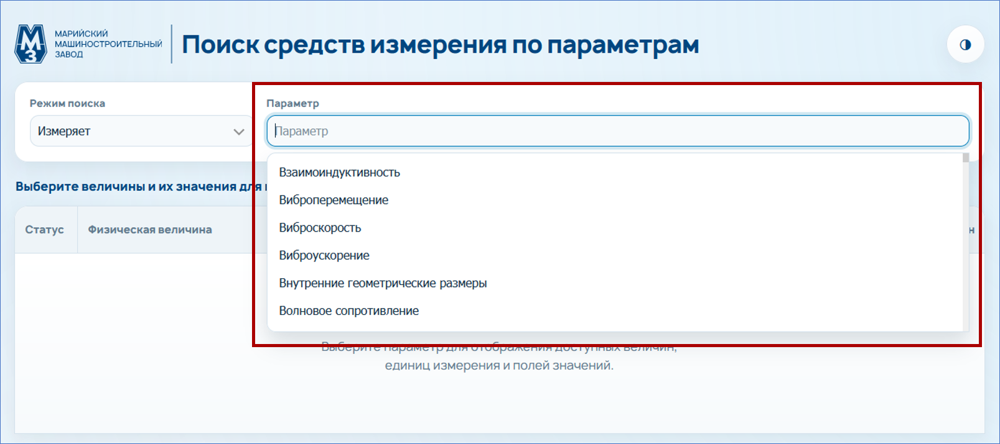 МАРИЙСКИЙ
МАШИНОСТРОИТЕЛЬНЫЙ
ЗАВОД
Поиск средств измерения по параметрам
Режим поиска
Измеряет
Параметр
Параметр
Взаимоиндуктивность
Виброперемещение
Виброскорость
Виброускорение
Внутренние геометрические размеры
Волновое сопротивление
Выберите величины и их значения для
Статус
Физическая величина
Выберите параметр для отображения доступных величин,
единиц измерения и полей значений.